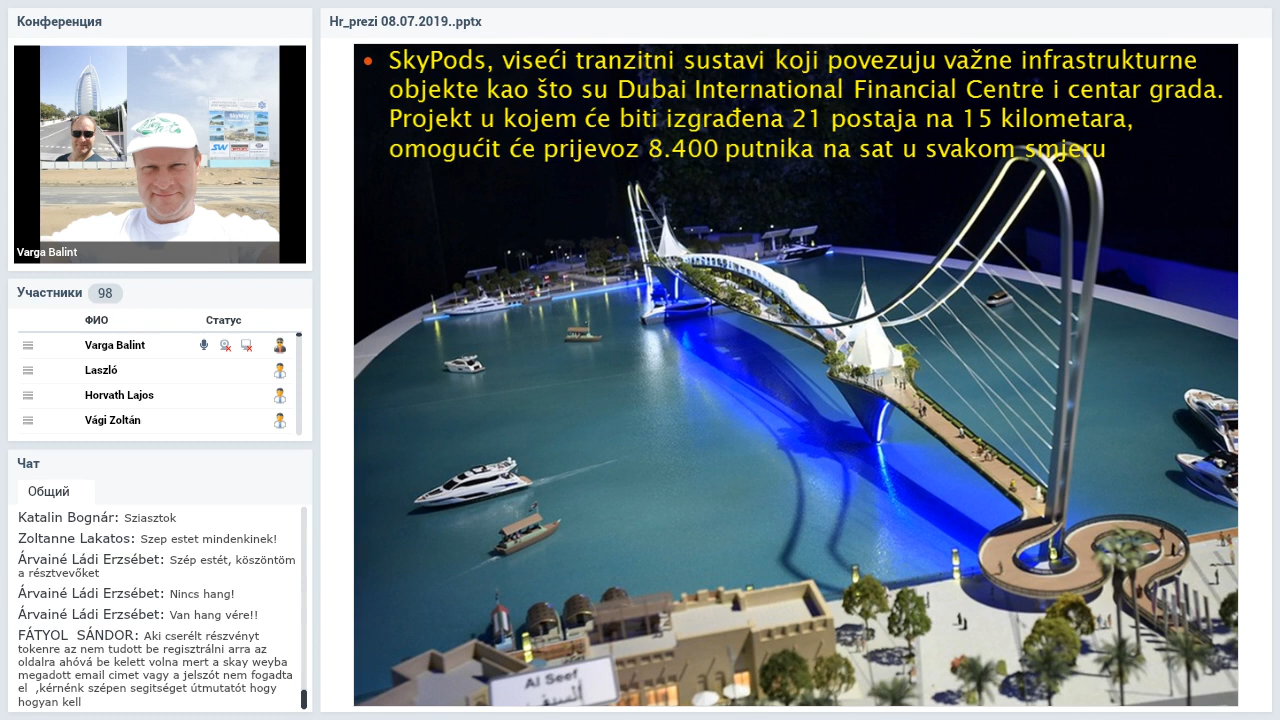 Конференция
SkyWay
SW
Varga Balint
Участники 98
ФИО Статус
Varga Balint
Laszló
Horvath Lajos
Vági Zoltán
Чат
Общий
Katalin Bognár: Sziasztok
Zoltanne Lakatos: Szep estet mindenkinek!
Árvainé Ládi Erzsébet: Szép estét, köszöntöm
a résztvevőket
Árvainé Ládi Erzsébet: Nincs hang!
Árvainé Ládi Erzsébet: Van hang vére!!
FÁTYOL SÁNDOR: Aki cserélt részvényt
tokenre az nem tudott be regisztrálni arra az
oldalra ahóvá be kelett volna mert a skay weyba
megadott email cimet vagy a jelszót nem fogadta
el ,kérnénk szépen segitséget útmutatót hogy
hogyan kell
Hr_prezi 08.07.2019..pptx
• SkyPods, viseći tranzitni sustavi koji povezuju važne infrastrukturne
objekte kao što su Dubai International Financial Centre i centar grada.
Projekt u kojem će biti izgrađena 21 postaja na 15 kilometara,
omogućit će prijevoz 8.400 putnika na sat u svakom smjeru
Al Seef
السيف